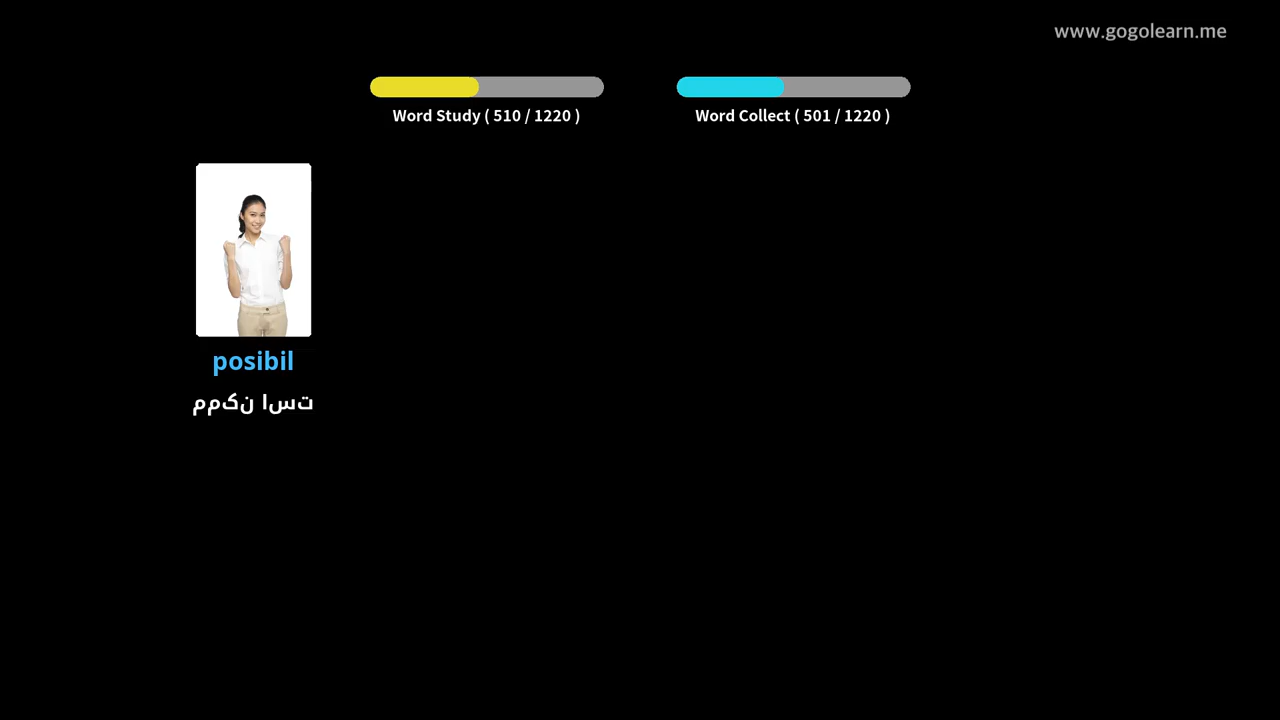 www.gogolearn.me
Word Study ( 510 / 1220 )
Word Collect ( 501 / 1220 )
posibil
ممکن است